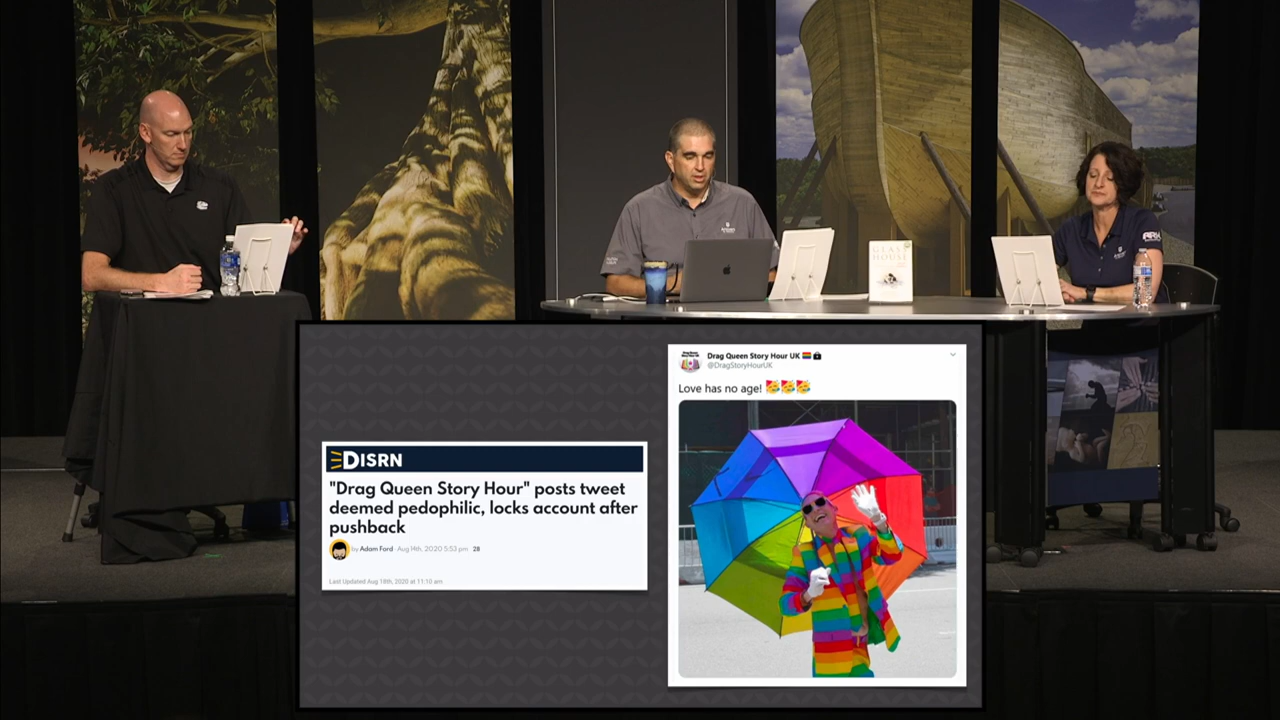 GLASS
HOUSE
ARK
Drag Queen Story Hour UK
@DragStoryHourUK
Love has no age!
DISRN
"Drag Queen Story Hour" posts tweet
deemed pedophilic, locks account after
pushback
by Adam Ford · Aug 14th, 2020 5:53 pm 28
Last Updated Aug 18th, 2020 at 11:10 am